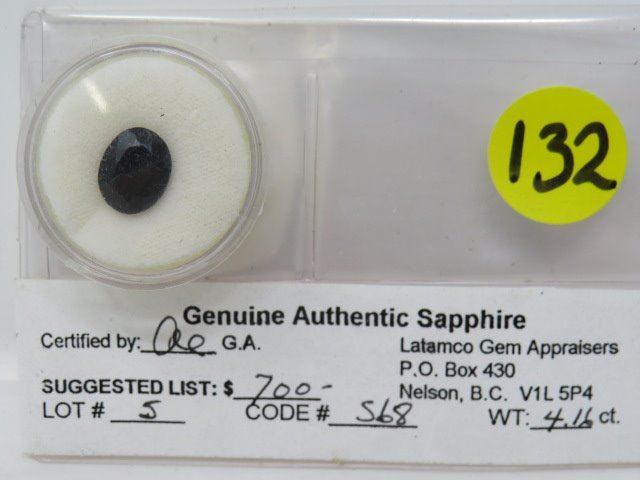 132
Genuine Authentic Sapphire
Certified by: G.A.
Latamco Gem Appraisers
P.O. Box 430
SUGGESTED LIST: $ 700-
Nelson, B.C. V1L 5P4
LOT # 5 CODE # S68 WT: 4.16 ct.